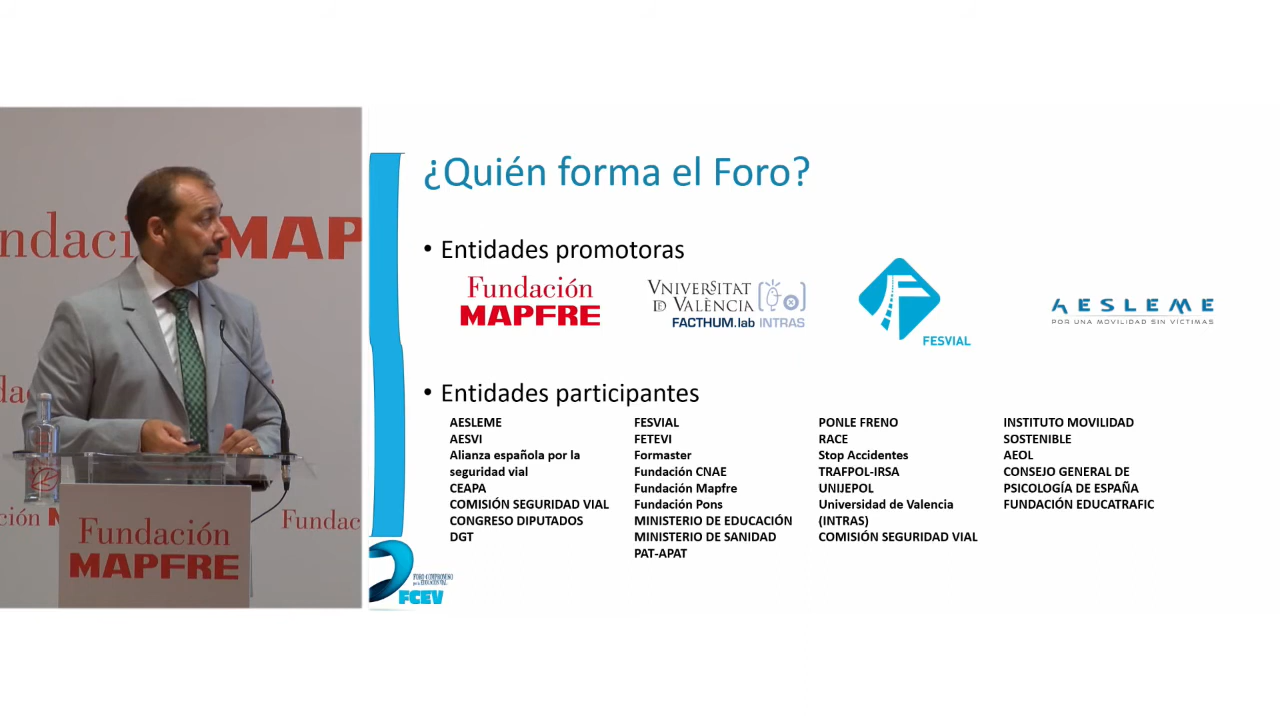 ndaci
MAP
Fundac
ción
Fundación
MAPFRE
¿Quién forma el Foro?
• Entidades promotoras
Fundación
MAPFRE
VNIVERSITAT
D VALÈNCIA
FACTHUM.lab INTRAS
FESVIAL
AESLEME
POR UNA MOVILIDAD SIN VÍCTIMAS
• Entidades participantes
AESLEME
AESVI
Alianza española por la
seguridad vial
CEAPA
COMISIÓN SEGURIDAD VIAL
CONGRESO DIPUTADOS
DGT
FESVIAL
FETEVI
Formaster
Fundación CNAE
Fundación Mapfre
Fundación Pons
MINISTERIO DE EDUCACIÓN
MINISTERIO DE SANIDAD
PAT-APAT
PONLE FRENO
RACE
Stop Accidentes
TRAFPOL-IRSA
UNIJEPOL
Universidad de Valencia
(INTRAS)
COMISIÓN SEGURIDAD VIAL
INSTITUTO MOVILIDAD
SOSTENIBLE
AEOL
CONSEJO GENERAL DE
PSICOLOGÍA DE ESPAÑA
FUNDACIÓN EDUCATRAFIC
FCEV